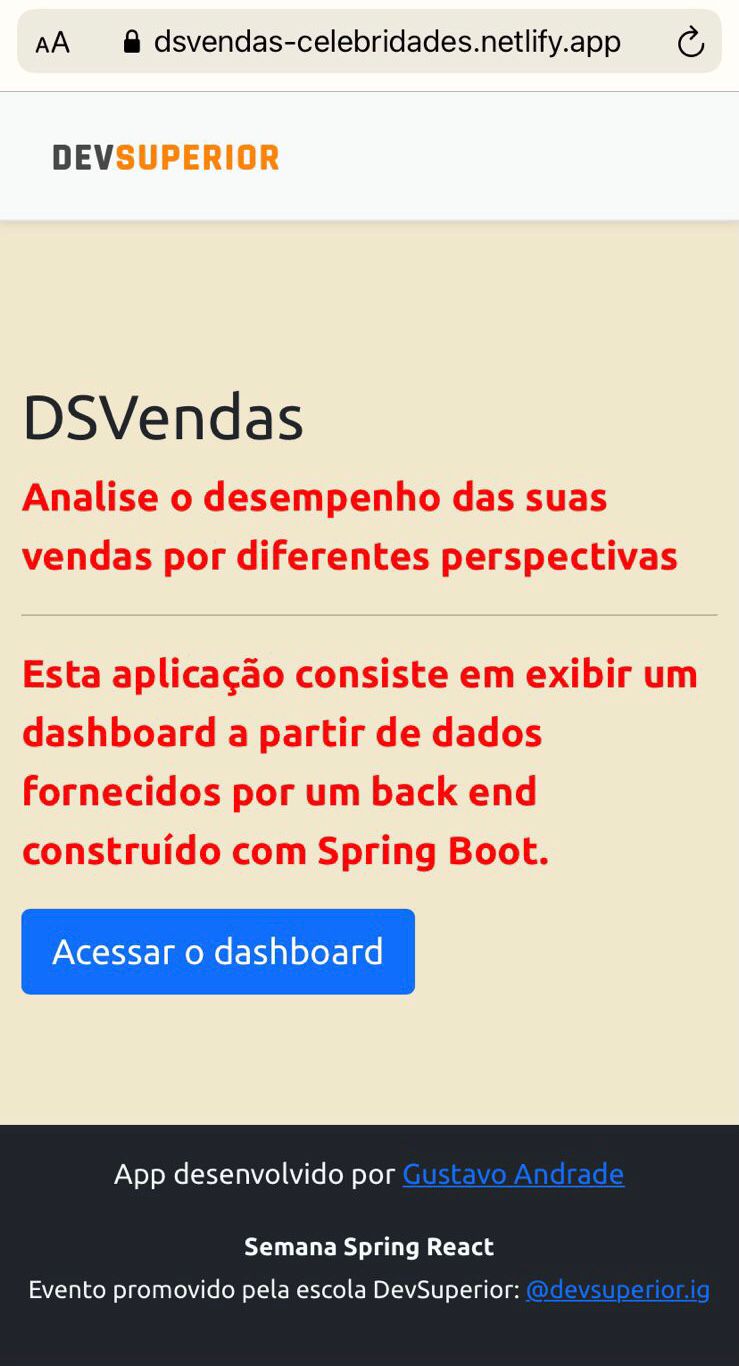 AA dsvendas-celebridades.netlify.app
DEVSUPERIOR
DSVendas
Analise o desempenho das suas
vendas por diferentes perspectivas
Esta aplicação consiste em exibir um
dashboard a partir de dados
fornecidos por um back end
construído com Spring Boot.
Acessar o dashboard
App desenvolvido por Gustavo Andrade
Semana Spring React
Evento promovido pela escola DevSuperior: @devsuperior.ig